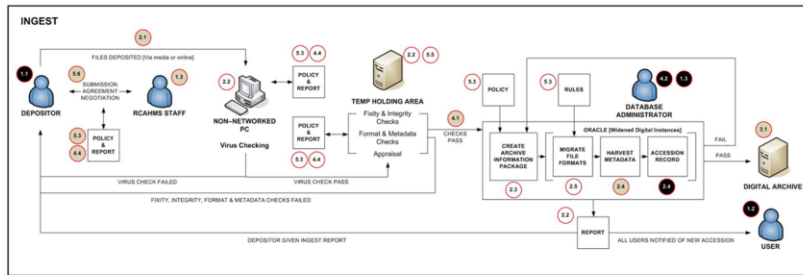 INGEST
2.1
FILES DEPOSITED [Via media or online]
1.1
DEPOSITOR
5.6
SUBMISSION
AGREEMENT
NEGOTIATION
1.3
RCAHMS STAFF
5.3
4.4
POLICY
&
REPORT
2.2
NON-NETWORKED
PC
Virus Checking
5.3
4.4
POLICY
&
REPORT
POLICY
&
REPORT
5.3
4.4
2.2
5.5
TEMP HOLDING AREA
Fixity & Integrity
Checks
Format & Metadata
Checks
Appraisal
4.1
CHECKS
PASS
5.3
POLICY
5.3
RULES
4.2
1.3
DATABASE
ADMINISTRATOR
ORACLE [Widened Digital Instances]
CREATE
ARCHIVE
INFORMATION
PACKAGE
2.3
MIGRATE
FILE
FORMATS
2.5
HARVEST
METADATA
2.4
ACCESSION
RECORD
2.4
FAIL
PASS
3.1
DIGITAL ARCHIVE
VIRUS CHECK FAILED
VIRUS CHECK PASS
FIXITY, INTEGRITY, FORMAT & METADATA CHECKS FAILED
2.2
REPORT
DEPOSITOR GIVEN INGEST REPORT
ALL USERS NOTIFIED OF NEW ACCESSION
1.2
USER